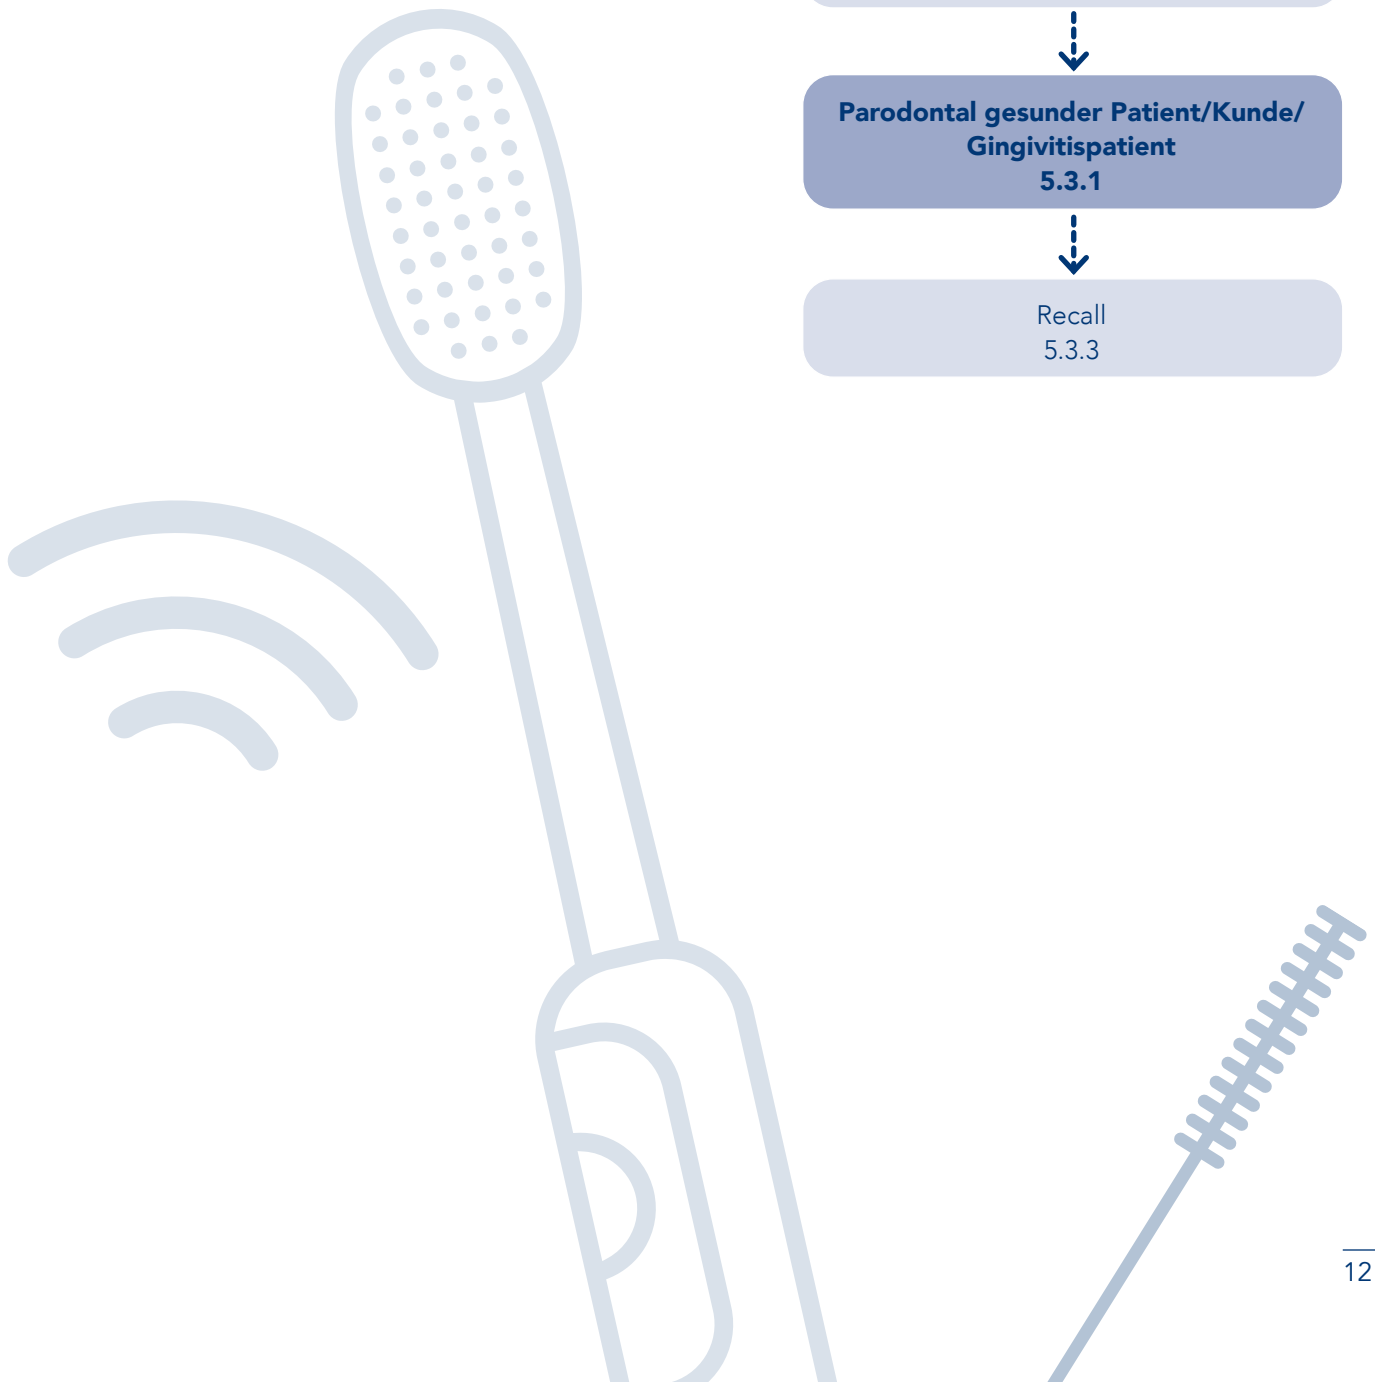 Parodontal gesunder Patient/Kunde/
Gingivitispatient
5.3.1
Recall
5.3.3
12